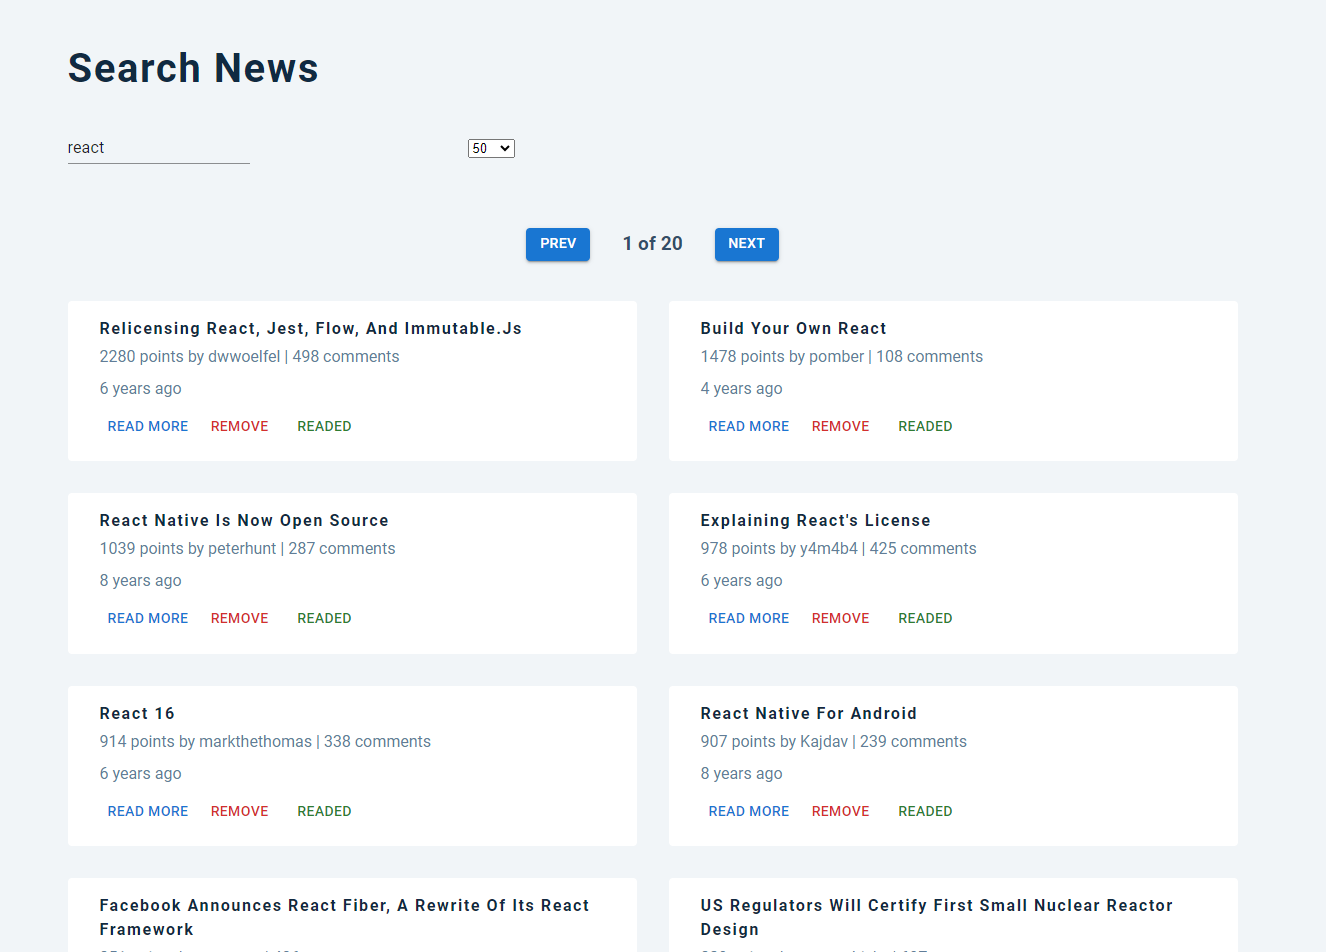 Search News
react
50
PREV
1 of 20
NEXT
Relicensing React, Jest, Flow, And Immutable.Js
2280 points by dwwoelfel | 498 comments
6 years ago
READ MORE REMOVE READED
Build Your Own React
1478 points by pomber | 108 comments
4 years ago
READ MORE REMOVE READED
React Native Is Now Open Source
1039 points by peterhunt | 287 comments
8 years ago
READ MORE REMOVE READED
Explaining React's License
978 points by y4m4b4 | 425 comments
6 years ago
READ MORE REMOVE READED
React 16
914 points by markthethomas | 338 comments
6 years ago
READ MORE REMOVE READED
React Native For Android
907 points by Kajdav | 239 comments
8 years ago
READ MORE REMOVE READED
Facebook Announces React Fiber, A Rewrite Of Its React
Framework
US Regulators Will Certify First Small Nuclear Reactor
Design